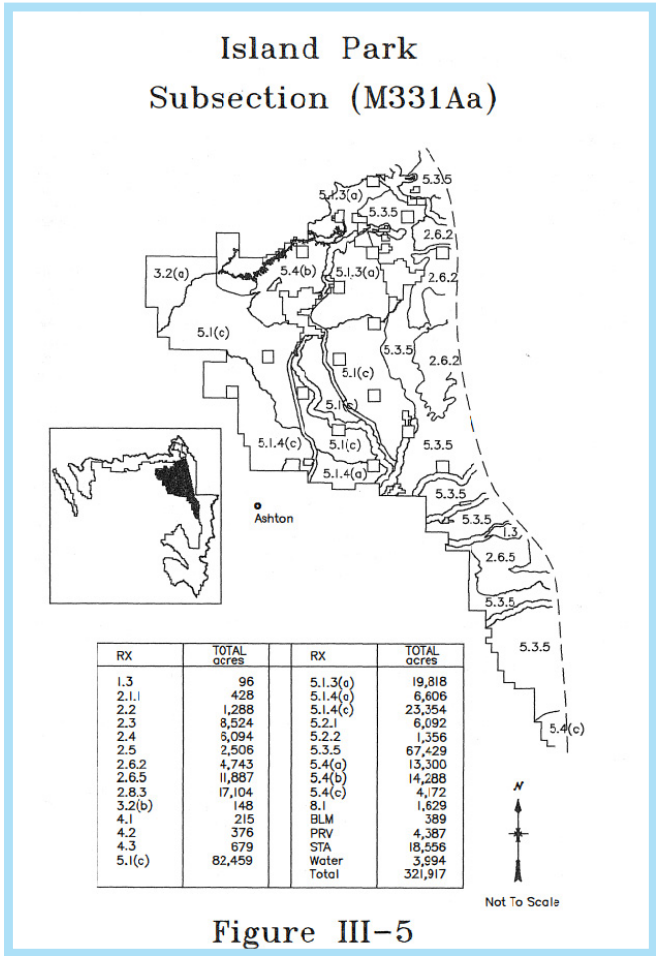 Island Park
Subsection (M331Aa)
5.3.5
5.1.3(a)
5.3.5
2.6.2
3.2(a)
5.4(b)
5.1.3(a)
2.6.2
5.1(c)
5.3.5
2.6.2
5.1(c)
5.1(c)
5.1.4(c)
5.1(c)
5.3.5
5.1.4(a)
5.3.5
Ashton
5.3.5
1.3
2.6.5
5.3.5
5.3.5
5.4(c)
RX TOTAL acres RX TOTAL acres
1.3 96 5.1.3(a) 19,818
2.1.1 428 5.1.4(a) 6,606
2.2 1,288 5.1.4(c) 23,354
2.3 8,524 5.2.1 6,092
2.4 6,094 5.2.2 1,356
2.5 2,506 5.3.5 67,429
2.6.2 4,743 5.4(a) 13,300
2.6.5 11,887 5.4(b) 14,288
2.8.3 17,104 5.4(c) 4,172
3.2(b) 148 8.1 1,629
4.1 215 BLM 389
4.2 376 PRV 4,387
4.3 679 STA 18,556
5.1(c) 82,459 Water 3,994
Total 321,917
N
Not To Scale
Figure III-5